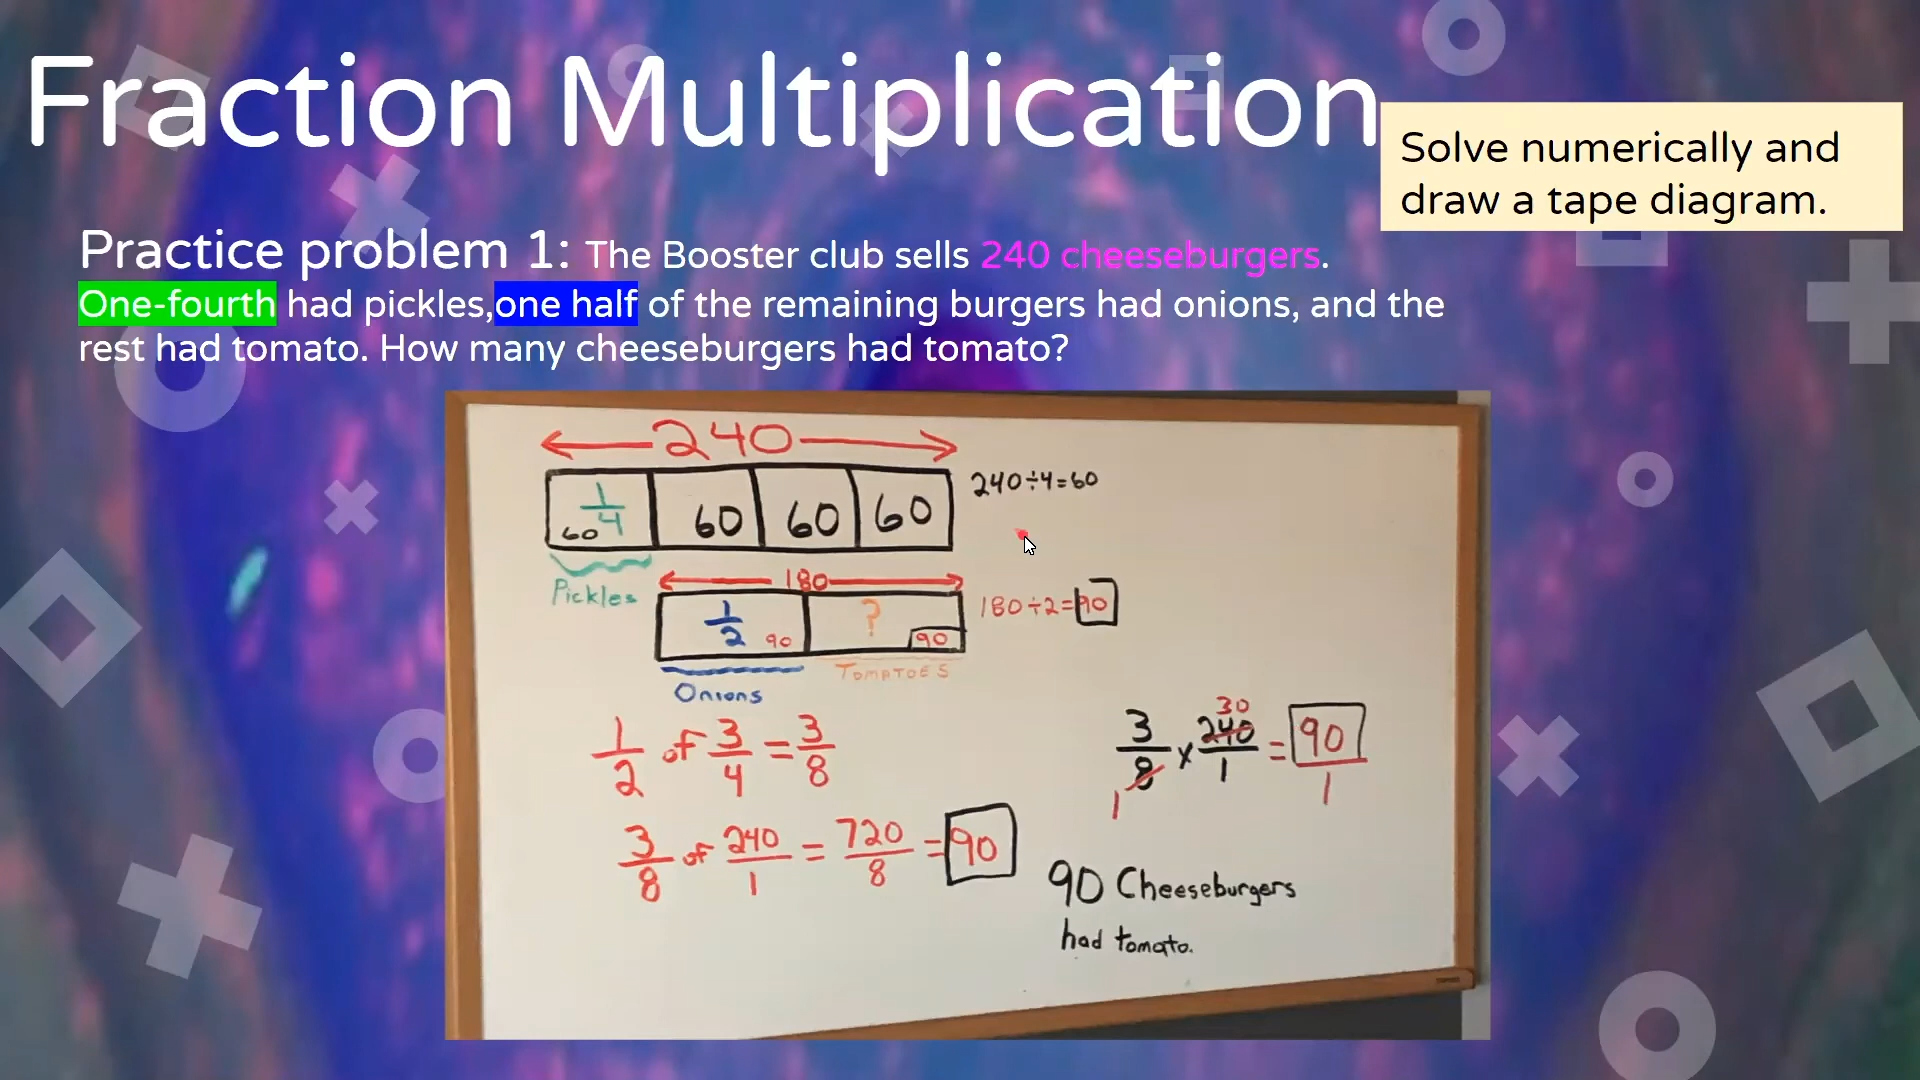 Fraction Multiplication
Solve numerically and
draw a tape diagram.
Practice problem 1: The Booster club sells 240 cheeseburgers.
One-fourth had pickles, one half of the remaining burgers had onions, and the
rest had tomato. How many cheeseburgers had tomato?
240
1/4 60 60 60 60
240÷4=60
Pickles
180
1/2 90 ? 90
180÷2=90
Onions
TOMATOES
1/2 of 3/4 = 3/8
3/8 of 240/1 = 720/8 = 90
30
3/8 x 240/1 = 90/1
1
90 Cheeseburgers
had tomato.